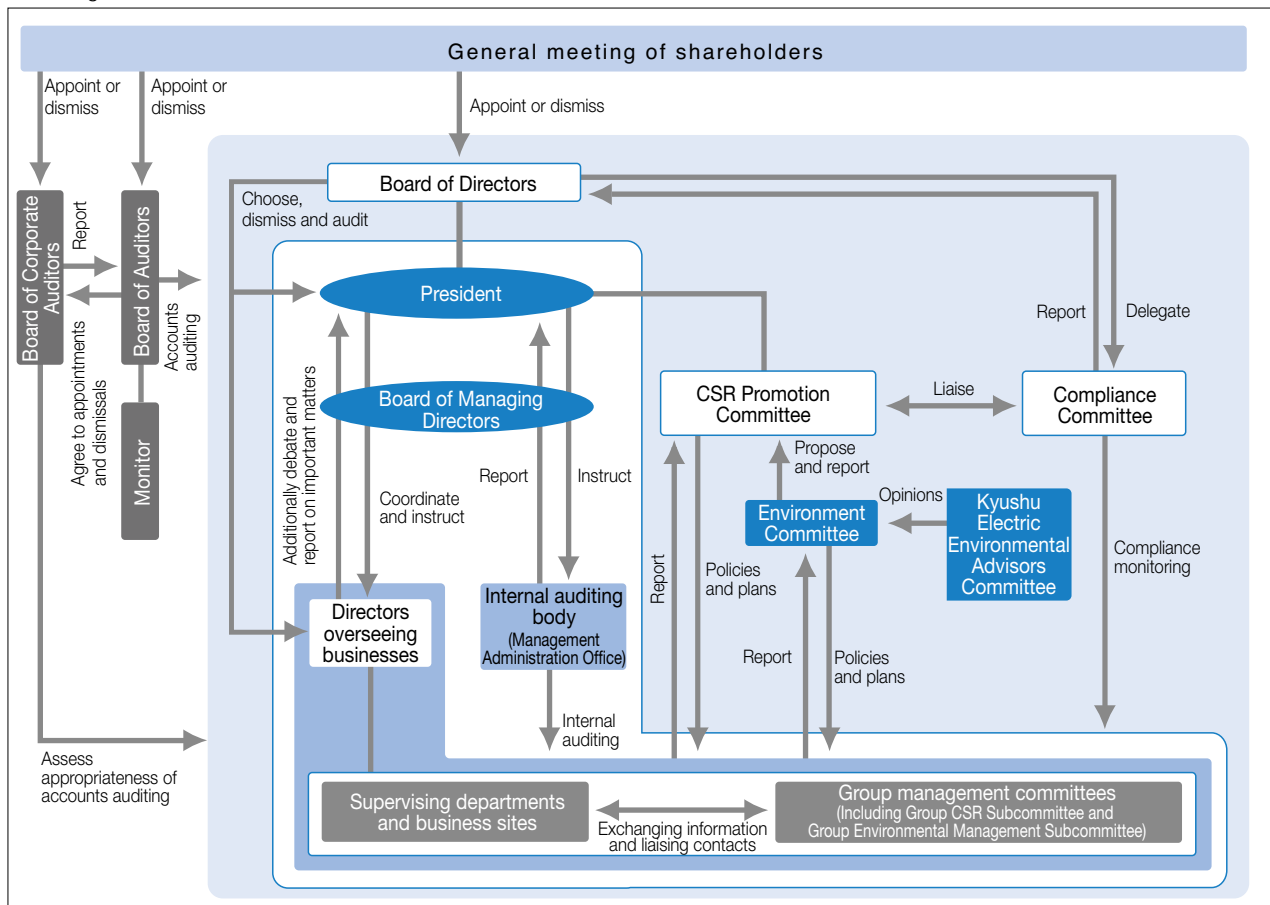 General meeting of shareholders
Appoint or
dismiss
Appoint or
dismiss
Appoint or dismiss
Board of Directors
Choose,
dismiss and audit
Board of Corporate
Auditors
Report
Board of Auditors
Accounts
auditing
Agree to appointments
and dismissals
Monitor
President
Report
Delegate
Board of Managing
Directors
CSR Promotion
Committee
Liaise
Compliance
Committee
Additionally debate and
report on important matters
Coordinate
and instruct
Report
Instruct
Propose
and report
Environment
Committee
Opinions
Kyushu
Electric
Environmental
Advisors
Committee
Compliance
monitoring
Report
Policies
and plans
Directors
overseeing
businesses
Internal auditing
body
(Management
Administration Office)
Report
Policies
and plans
Internal
auditing
Assess
appropriateness of
accounts auditing
Supervising departments
and business sites
Exchanging information
and liaising contacts
Group management committees
(Including Group CSR Subcommittee and
Group Environmental Management Subcommittee)